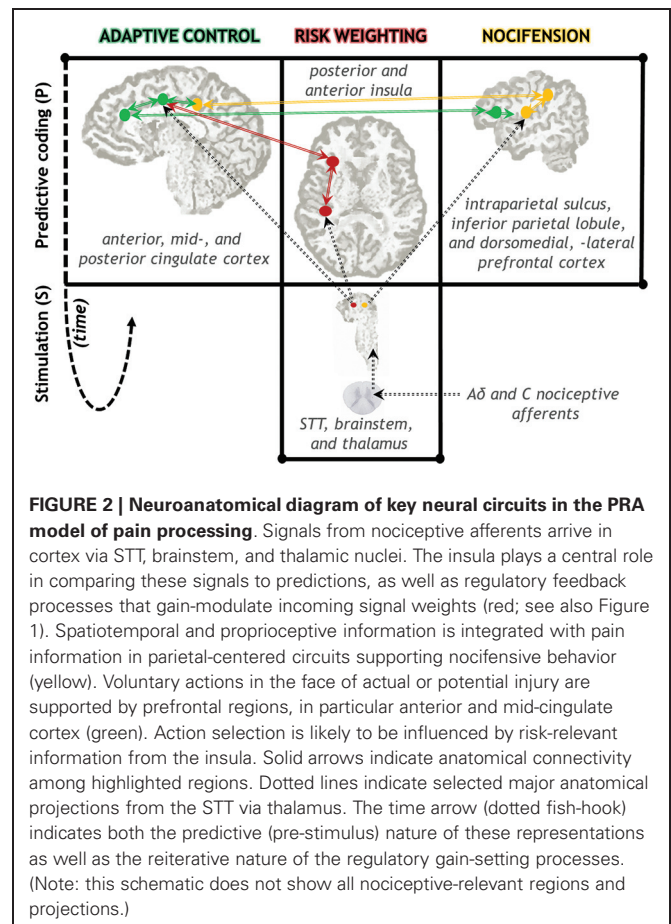 ADAPTIVE CONTROL RISK WEIGHTING NOCIFENSION
Predictive coding (P)
posterior and
anterior insula
anterior, mid-, and
posterior cingulate cortex
intraparietal sulcus,
inferior parietal lobule,
and dorsomedial, -lateral
prefrontal cortex
Stimulation (S)
(time)
Aδ and C nociceptive
afferents
STT, brainstem,
and thalamus
FIGURE 2 | Neuroanatomical diagram of key neural circuits in the PRA
model of pain processing. Signals from nociceptive afferents arrive in
cortex via STT, brainstem, and thalamic nuclei. The insula plays a central role
in comparing these signals to predictions, as well as regulatory feedback
processes that gain-modulate incoming signal weights (red; see also Figure
1). Spatiotemporal and proprioceptive information is integrated with pain
information in parietal-centered circuits supporting nocifensive behavior
(yellow). Voluntary actions in the face of actual or potential injury are
supported by prefrontal regions, in particular anterior and mid-cingulate
cortex (green). Action selection is likely to be influenced by risk-relevant
information from the insula. Solid arrows indicate anatomical connectivity
among highlighted regions. Dotted lines indicate selected major anatomical
projections from the STT via thalamus. The time arrow (dotted fish-hook)
indicates both the predictive (pre-stimulus) nature of these representations
as well as the reiterative nature of the regulatory gain-setting processes.
(Note: this schematic does not show all nociceptive-relevant regions and
projections.)